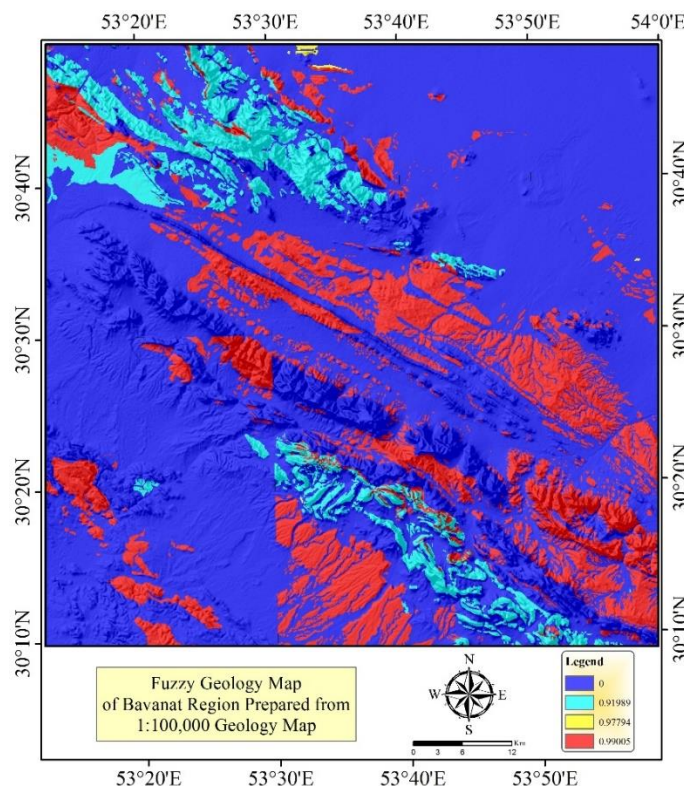 53°20'E 53°30'E 53°40'E 53°50'E 54°0'E
30°40'N 30°40'N
30°30'N 30°30'N
30°20'N 30°20'N
30°10'N 30°10'N
Fuzzy Geology Map
of Bavanat Region Prepared from
1:100,000 Geology Map
N
W E
S
Km
0 3 6 12
Legend
0
0.91989
0.97794
0.99005
53°20'E 53°30'E 53°40'E 53°50'E